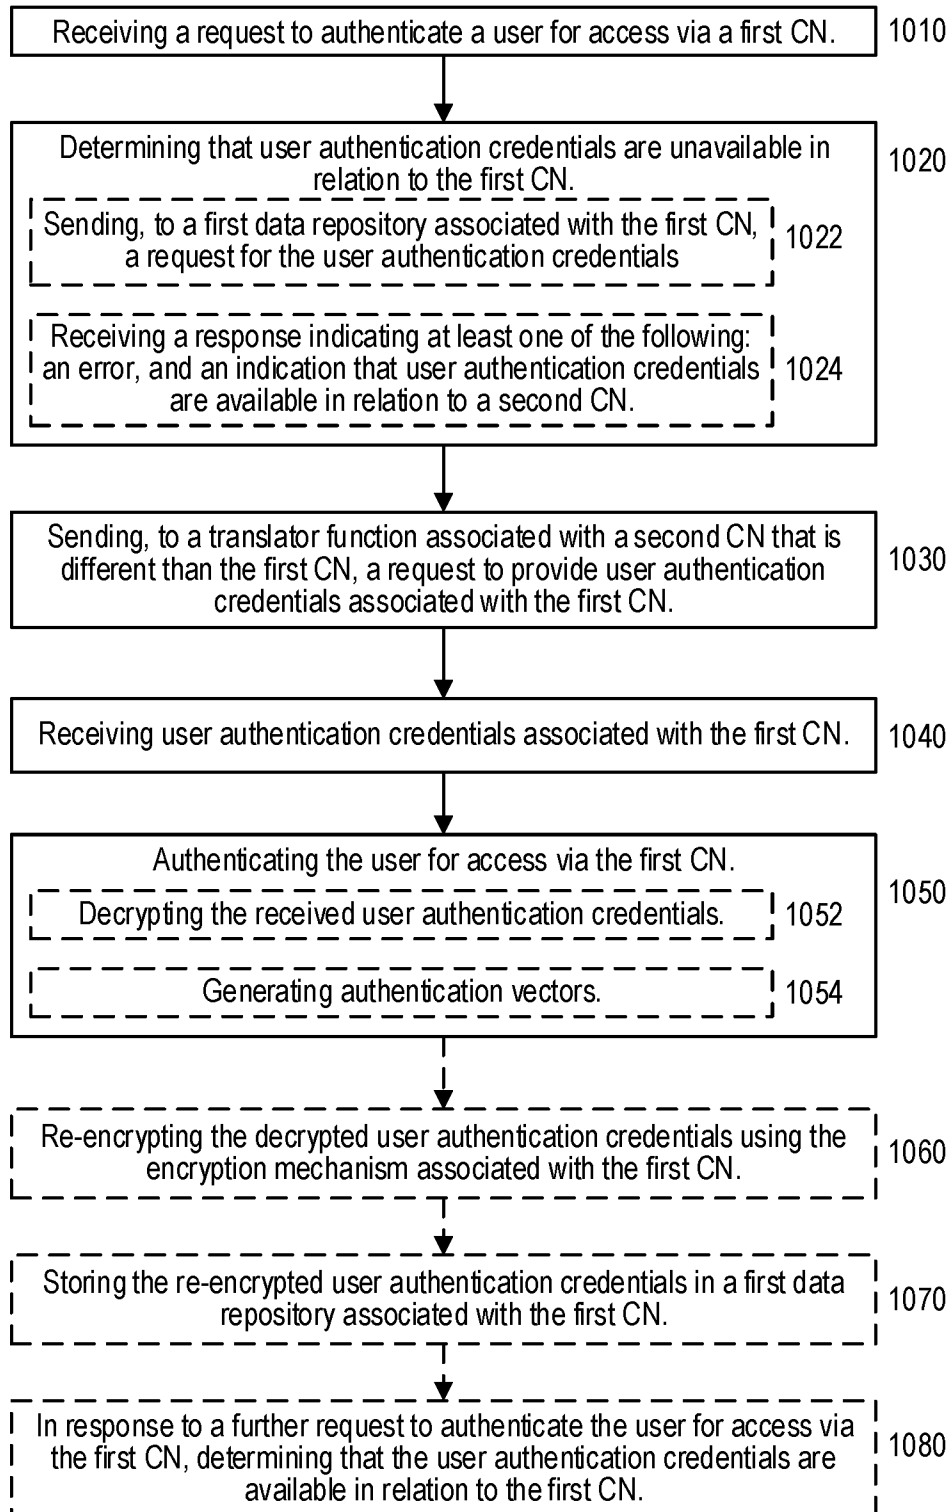 Receiving a request to authenticate a user for access via a first CN.
1010
Determining that user authentication credentials are unavailable in
relation to the first CN.
1020
Sending, to a first data repository associated with the first CN,
a request for the user authentication credentials
1022
Receiving a response indicating at least one of the following:
an error, and an indication that user authentication credentials
are available in relation to a second CN.
1024
Sending, to a translator function associated with a second CN that is
different than the first CN, a request to provide user authentication
credentials associated with the first CN.
1030
Receiving user authentication credentials associated with the first CN.
1040
Authenticating the user for access via the first CN.
1050
Decrypting the received user authentication credentials.
1052
Generating authentication vectors.
1054
Re-encrypting the decrypted user authentication credentials using the
encryption mechanism associated with the first CN.
1060
Storing the re-encrypted user authentication credentials in a first data
repository associated with the first CN.
1070
In response to a further request to authenticate the user for access via
the first CN, determining that the user authentication credentials are
available in relation to the first CN.
1080